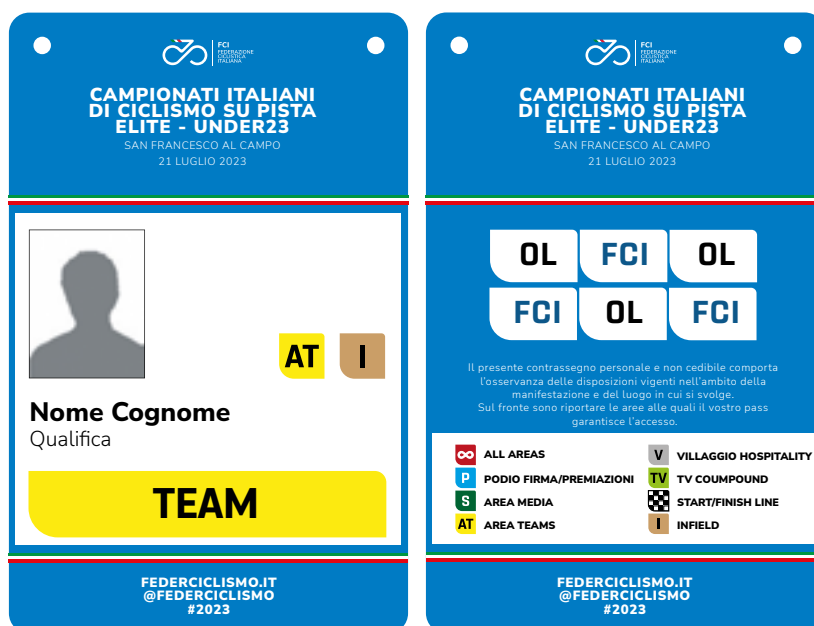 FCI
FEDERAZIONE
CICLISTICA
ITALIANA
CAMPIONATI ITALIANI
DI CICLISMO SU PISTA
ELITE - UNDER23
SAN FRANCESCO AL CAMPO
21 LUGLIO 2023
AT I
Nome Cognome
Qualifica
TEAM
FEDERCICLISMO.IT
@FEDERCICLISMO
#2023
FCI
FEDERAZIONE
CICLISTICA
ITALIANA
CAMPIONATI ITALIANI
DI CICLISMO SU PISTA
ELITE - UNDER23
SAN FRANCESCO AL CAMPO
21 LUGLIO 2023
OL FCI OL
FCI OL FCI
Il presente contrassegno personale e non cedibile comporta
l'osservanza delle disposizioni vigenti nell'ambito della
manifestazione e del luogo in cui si svolge.
Sul fronte sono riportare le aree alle quali il vostro pass
garantisce l'accesso.
ALL AREAS
P PODIO FIRMA/PREMIAZIONI
S AREA MEDIA
AT AREA TEAMS
V VILLAGGIO HOSPITALITY
TV TV COUMPOUND
START/FINISH LINE
I INFIELD
FEDERCICLISMO.IT
@FEDERCICLISMO
#2023